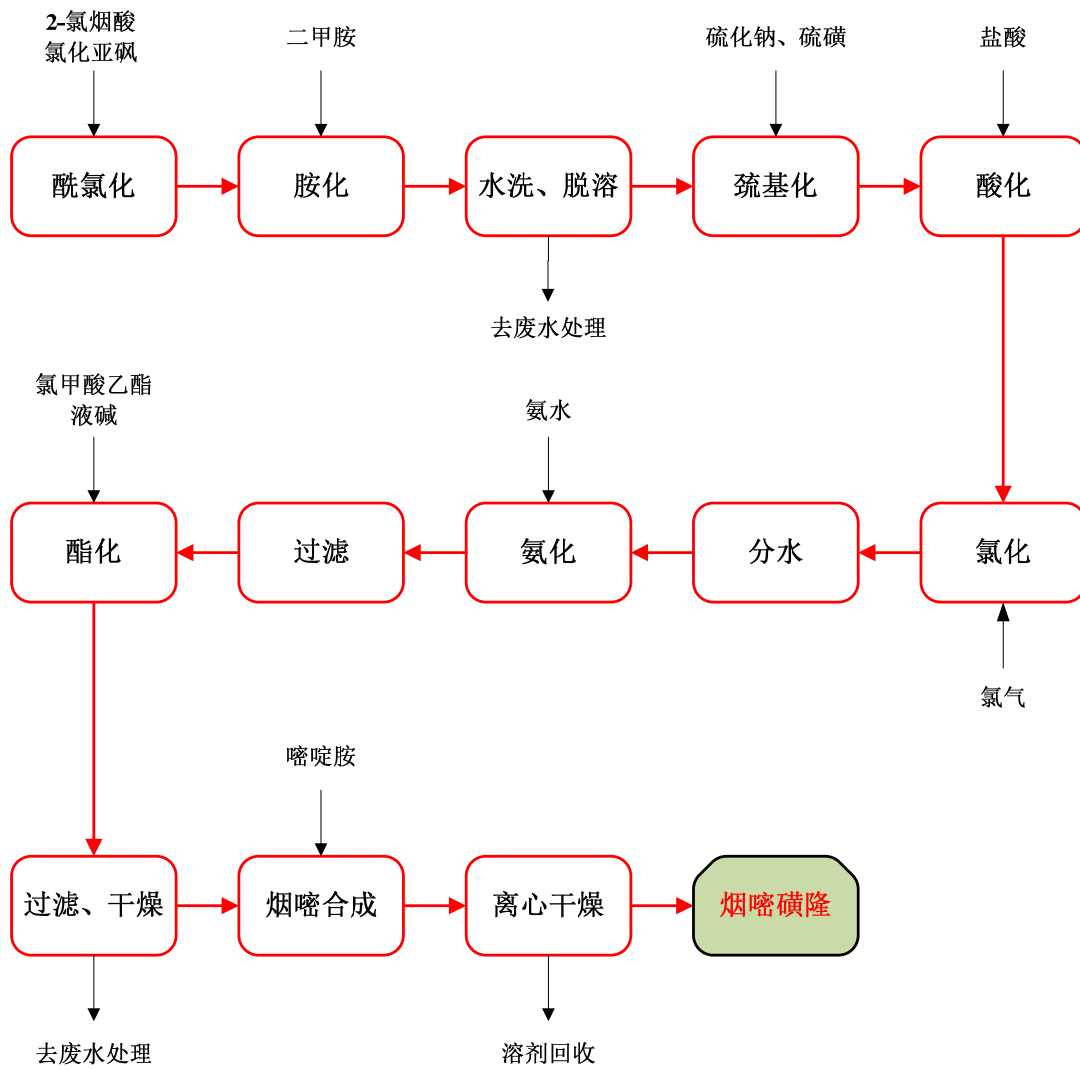 2-氯烟酸
氯化亚砜
二甲胺
硫化钠、硫磺
盐酸
酰氯化
胺化
水洗、脱溶
巯基化
酸化
去废水处理
氯甲酸乙酯
液碱
氨水
酯化
过滤
氨化
分水
氯化
氯气
嘧啶胺
过滤、干燥
烟嘧合成
离心干燥
烟嘧磺隆
去废水处理
溶剂回收